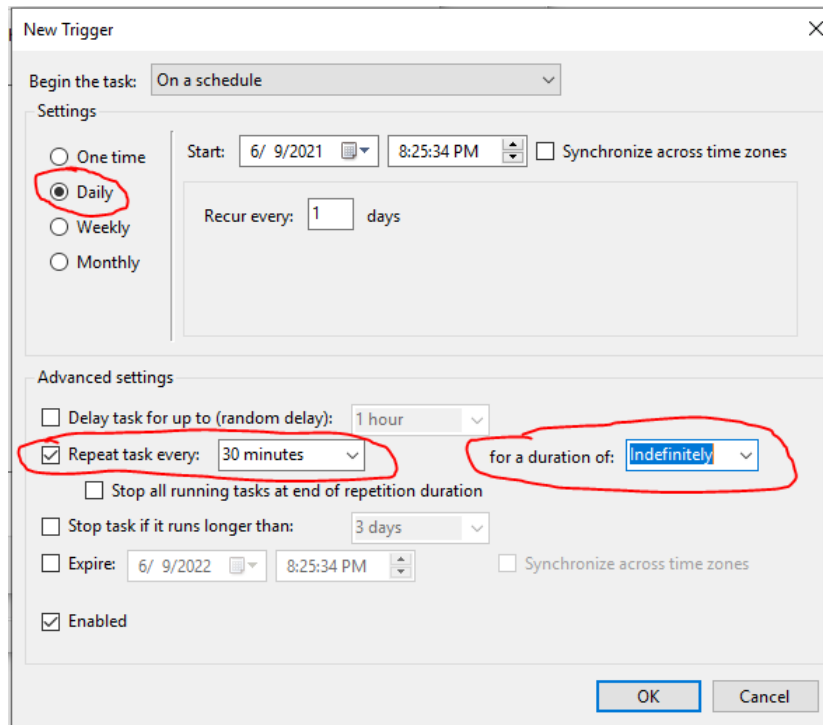 New Trigger
Begin the task: On a schedule
Settings
One time
Daily
Weekly
Monthly
Start: 6/ 9/2021 8:25:34 PM Synchronize across time zones
Recur every: 1 days
Advanced settings
Delay task for up to (random delay): 1 hour
Repeat task every: 30 minutes for a duration of: Indefinitely
Stop all running tasks at end of repetition duration
Stop task if it runs longer than: 3 days
Expire: 6/ 9/2022 8:25:34 PM Synchronize across time zones
Enabled
OK Cancel